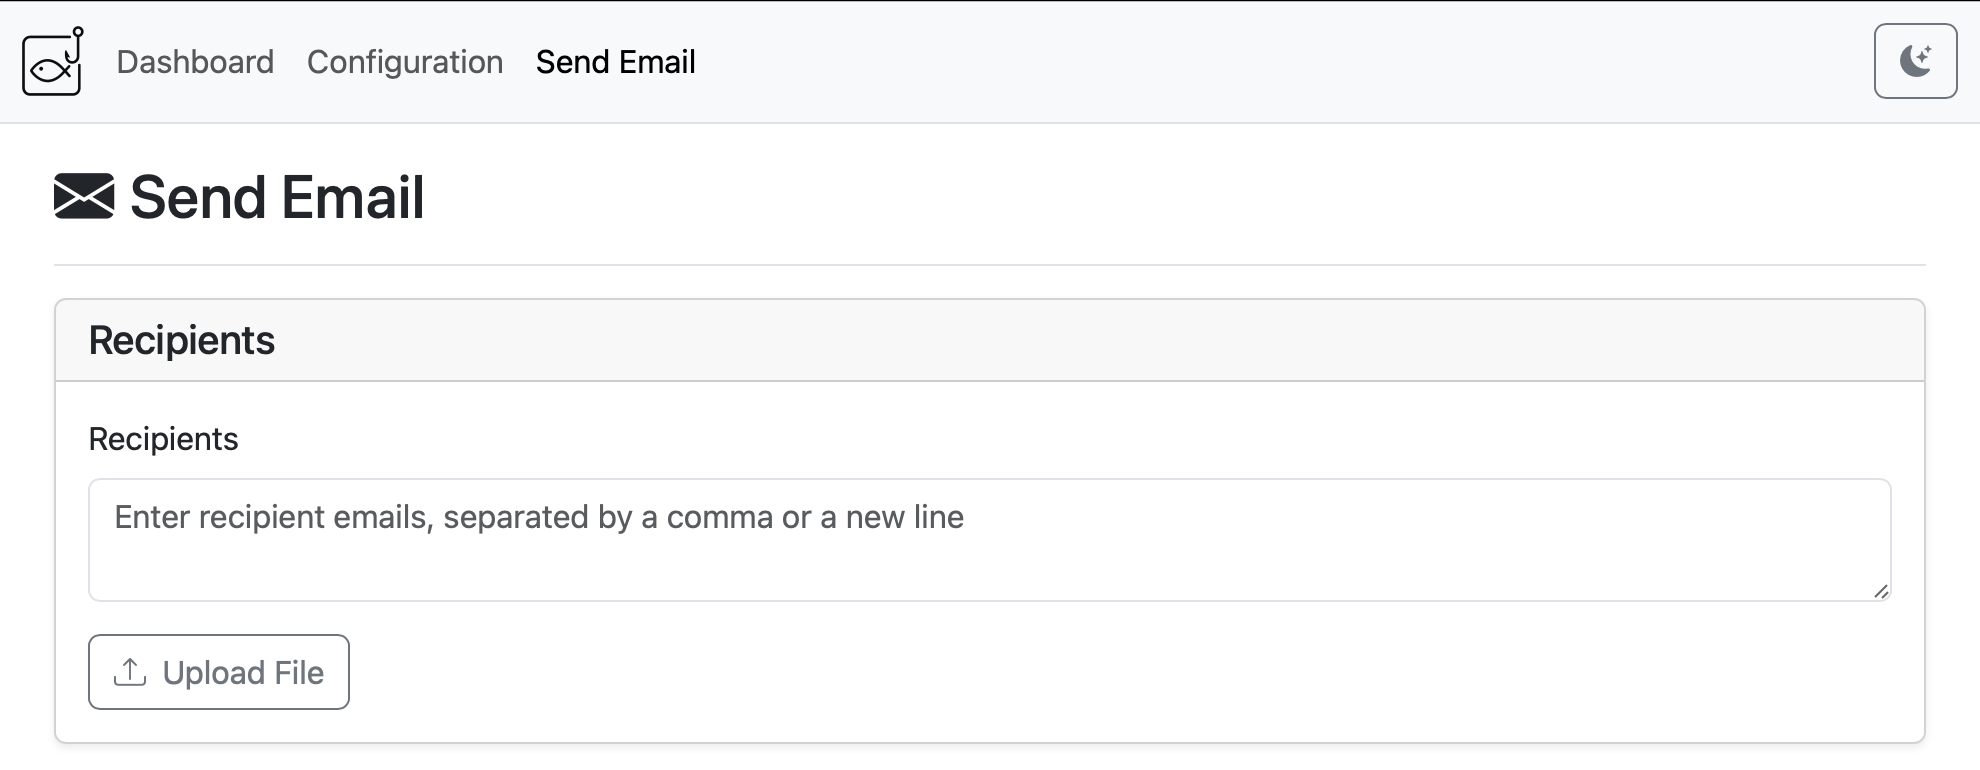 Dashboard Configuration Send Email
Send Email
Recipients
Recipients
Enter recipient emails, separated by a comma or a new line
Upload File